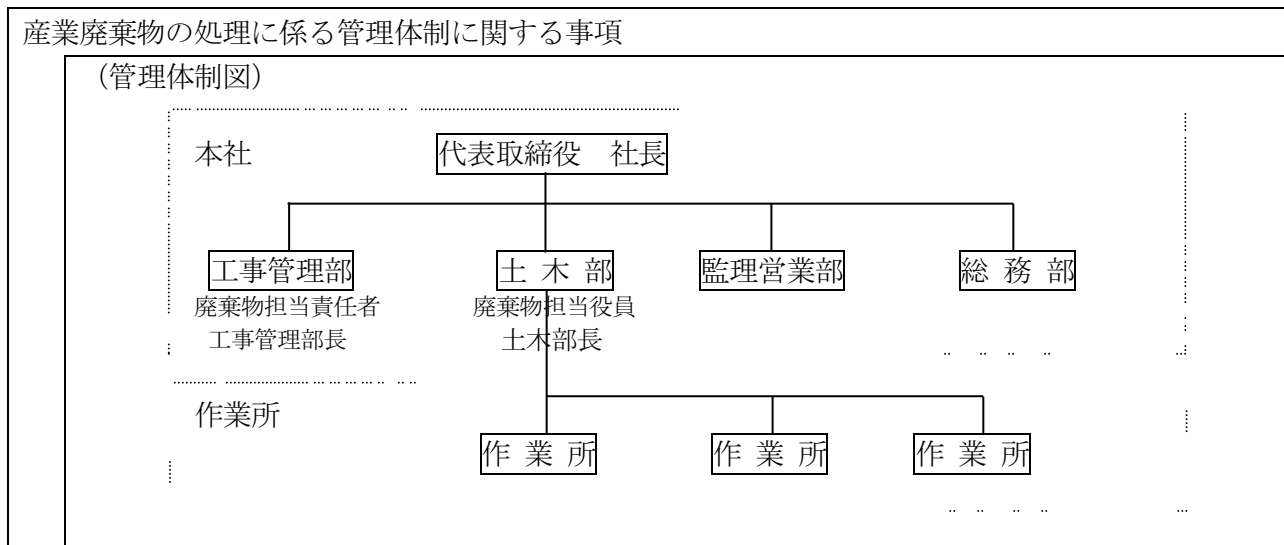 産業廃棄物の処理に係る管理体制に関する事項
（管理体制図）
本社
代表取締役　社長
工事管理部
土 木 部
監理営業部
総 務 部
廃棄物担当責任者
廃棄物担当役員
工事管理部長
土木部長
作業所
作 業 所
作 業 所
作 業 所